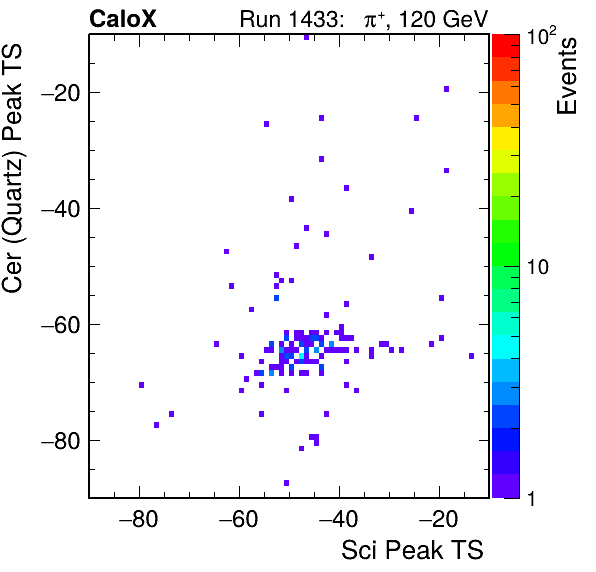 CaloX Run 1433: π⁺, 120 GeV
Cer (Quartz) Peak TS
−20
−40
−60
−80
−80 −60 −40 −20
Sci Peak TS
10²
10
1
Events